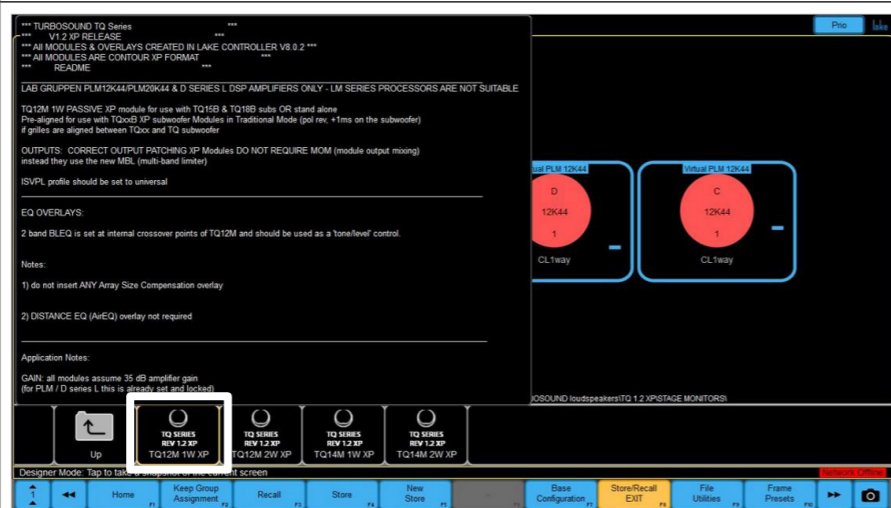 *** TURBOSOUND TQ Series ***
*** V1.2 XP RELEASE ***
*** All MODULES & OVERLAYS CREATED IN LAKE CONTROLLER V8.0.2 ***
*** All MODULES ARE CONTOUR XP FORMAT ***
*** README ***
LAB GRUPPEN PLM12K44/PLM20K44 & D SERIES L DSP AMPLIFIERS ONLY - LM SERIES PROCESSORS ARE NOT SUITABLE
TQ12M 1W PASSIVE XP module for use with TQ15B & TQ18B subs OR stand alone
Pre-aligned for use with TQxxB XP subwoofer Modules in Traditional Mode (pol rev, +1ms on the subwoofer)
if grilles are aligned between TQxx and TQ subwoofer
OUTPUTS: CORRECT OUTPUT PATCHING XP Modules DO NOT REQUIRE MOM (module output mixing)
instead they use the new MBL (multi-band limiter)
ISVPL profile should be set to universal
EQ OVERLAYS:
2 band BLEQ is set at internal crossover points of TQ12M and should be used as a 'tone/level' control.
Notes:
1) do not insert ANY Array Size Compensation overlay
2) DISTANCE EQ (AirEQ) overlay not required
Application Notes:
GAIN: all modules assume 35 dB amplifier gain
(for PLM / D series L this is already set and locked)
Prio
lake
ual PLM 12K44
D
12K44
1
CL1way
Virtual PLM 12K44
C
12K44
1
CL1way
OSOUND loudspeakers\TQ 1.2 XP\STAGE MONITORS\
Up
TQ SERIES
REV 1.2 XP
TQ12M 1W XP
TQ SERIES
REV 1.2 XP
TQ12M 2W XP
TQ SERIES
REV 1.2 XP
TQ14M 1W XP
TQ SERIES
REV 1.2 XP
TQ14M 2W XP
Designer Mode: Tap to take a snapshot of the current screen
Network Offline
1
Home
F1
Keep Group
Assignment
F2
Recall
F3
Store
F4
New
Store
F5
Base
Configuration
F7
Store/Recall
EXIT
F8
File
Utilities
F9
Frame
Presets
F10